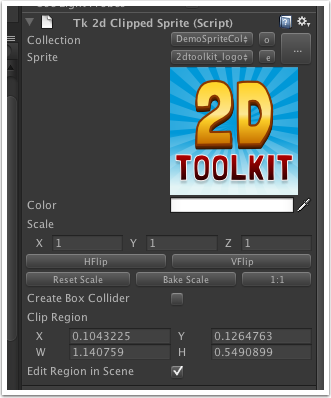 Tk 2d Clipped Sprite (Script)
Collection DemoSpriteCol o ...
Sprite 2dtoolkit_logo e
2D
TOOLKIT
Color
Scale
X 1 Y 1 Z 1
HFlip VFlip
Reset Scale Bake Scale 1:1
Create Box Collider
Clip Region
X 0.1043225 Y 0.1264763
W 1.140759 H 0.5490899
Edit Region in Scene